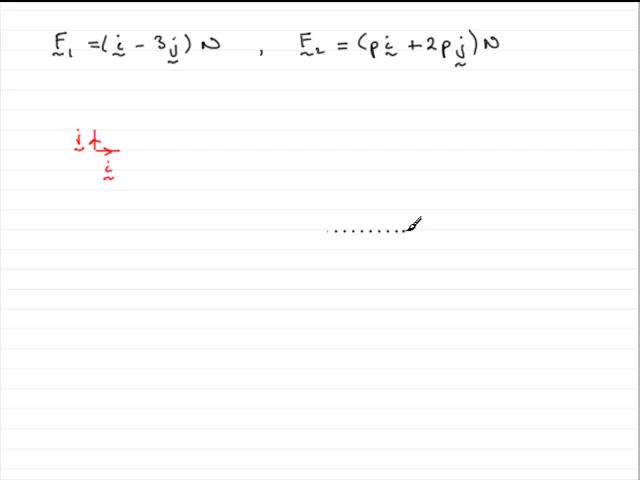 F₁ = (i - 3j) N , F₂ = (pi + 2pj) N
j
i